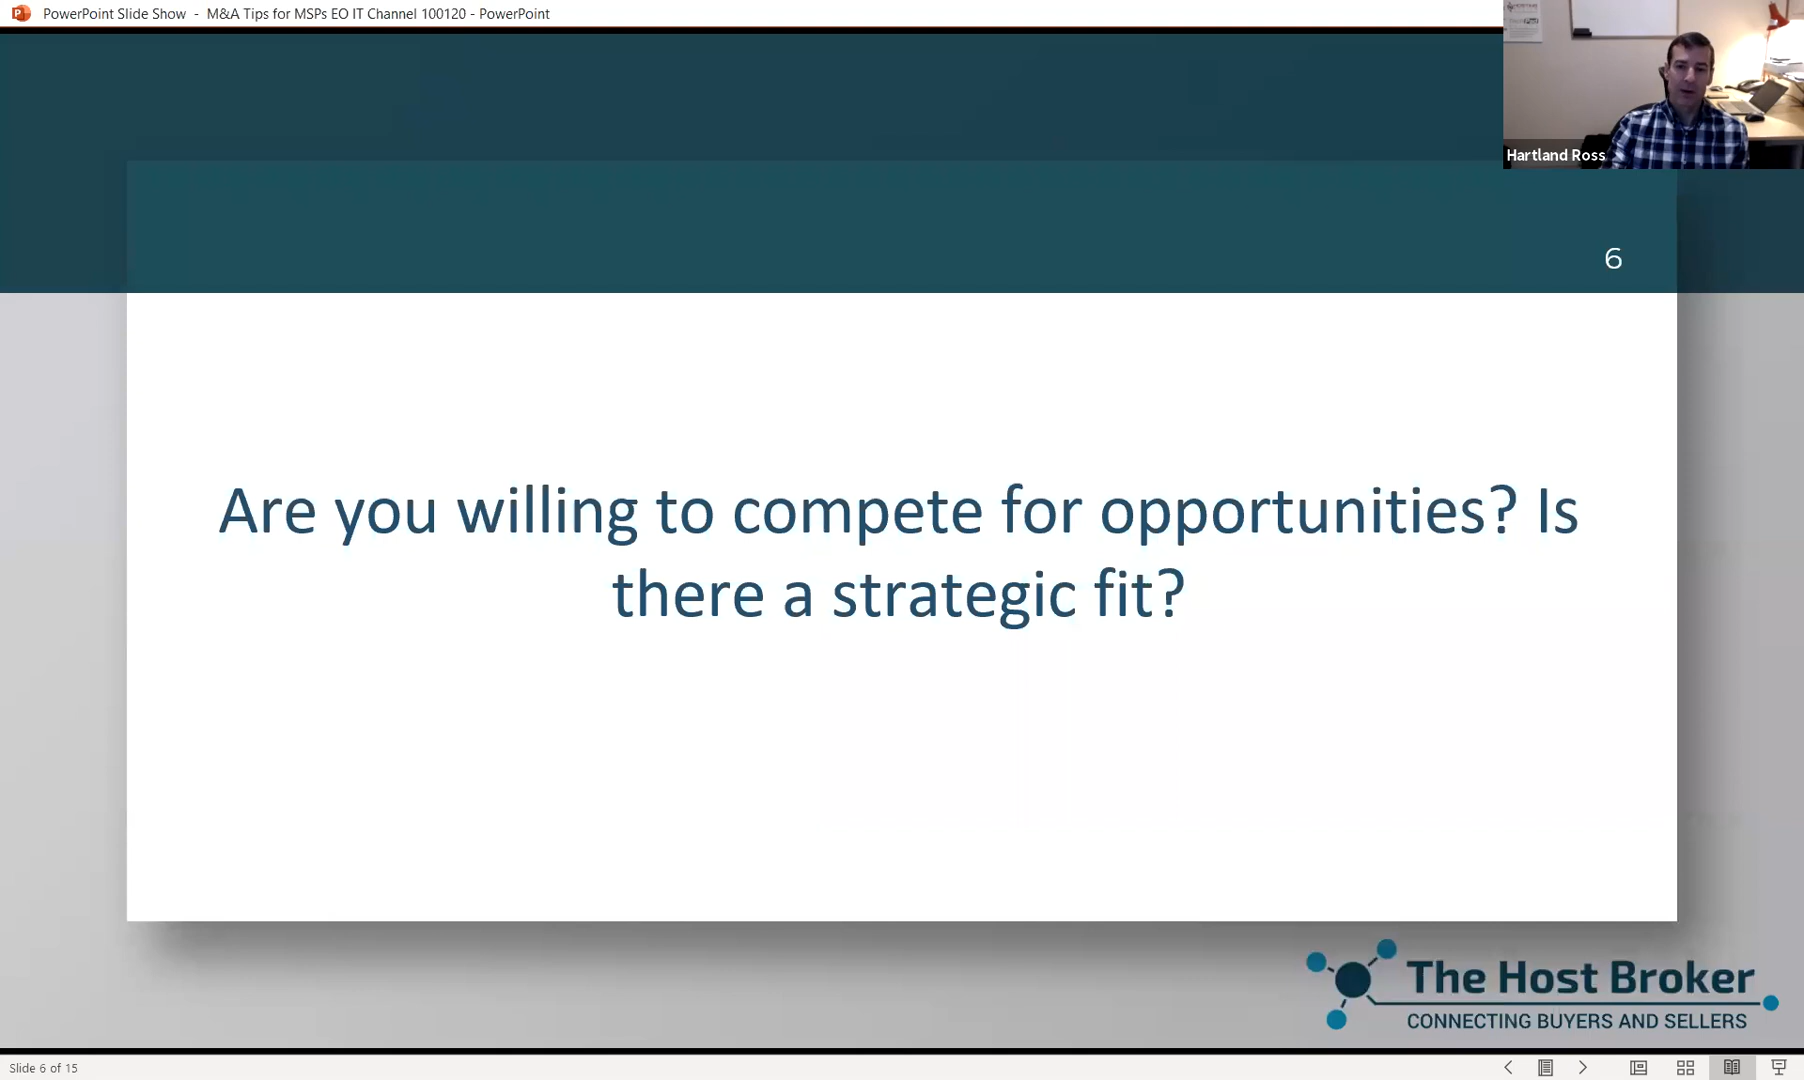 PowerPoint Slide Show - M&A Tips for MSPs EO IT Channel 100120 - PowerPoint
Hartland Ross
6
Are you willing to compete for opportunities? Is
there a strategic fit?
The Host Broker
CONNECTING BUYERS AND SELLERS
Slide 6 of 15